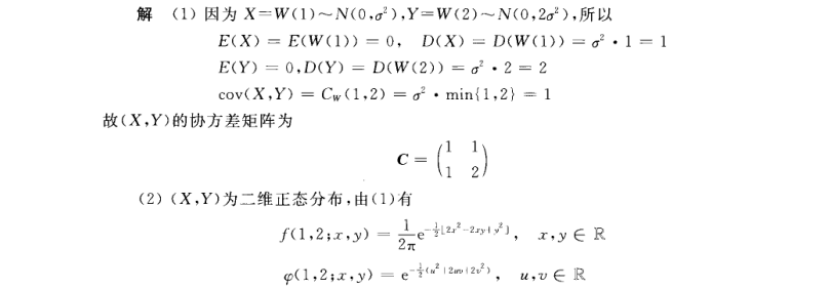 解 (1) 因为 X=W(1)~N(0,σ²),Y=W(2)~N(0,2σ²),所以
E(X) = E(W(1)) = 0, D(X) = D(W(1)) = σ² · 1 = 1
E(Y) = 0,D(Y) = D(W(2)) = σ² · 2 = 2
cov(X,Y) = C_W(1,2) = σ² · min{1,2} = 1
故(X,Y)的协方差矩阵为
C = (1 1
1 2)
(2) (X,Y)为二维正态分布,由(1)有
f(1,2;x,y) = 1/2π e^{-1/2[2x²-2xy+y²]}, x,y ∈ ℝ
φ(1,2;x,y) = e^{-1/2(u²+2uv+2v²)}, u,v ∈ ℝ